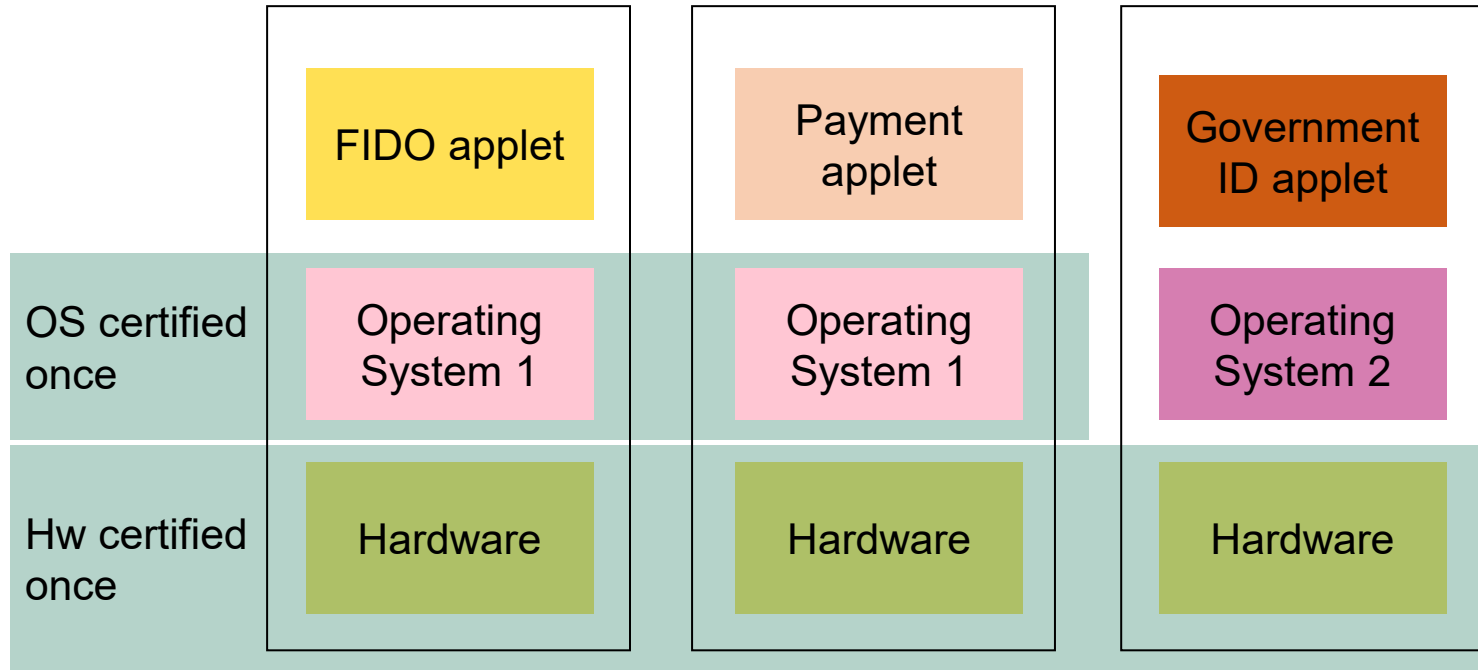 FIDO applet
Payment
applet
Government
ID applet
OS certified
once
Operating
System 1
Operating
System 1
Operating
System 2
Hw certified
once
Hardware
Hardware
Hardware